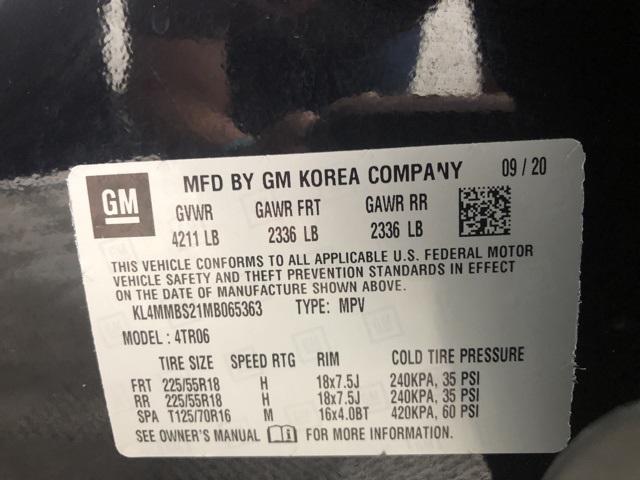 GM
MFD BY GM KOREA COMPANY 09 / 20
GVWR GAWR FRT GAWR RR
4211 LB 2336 LB 2336 LB
THIS VEHICLE CONFORMS TO ALL APPLICABLE U.S. FEDERAL MOTOR
VEHICLE SAFETY AND THEFT PREVENTION STANDARDS IN EFFECT
ON THE DATE OF MANUFACTURE SHOWN ABOVE.
KL4MMBS21MB065363 TYPE: MPV
MODEL: 4TR06
TIRE SIZE SPEED RTG RIM COLD TIRE PRESSURE
FRT 225/55R18 H 18x7.5J 240KPA, 35 PSI
RR 225/55R18 H 18x7.5J 240KPA, 35 PSI
SPA T125/70R16 M 16x4.0BT 420KPA, 60 PSI
SEE OWNER'S MANUAL FOR MORE INFORMATION.